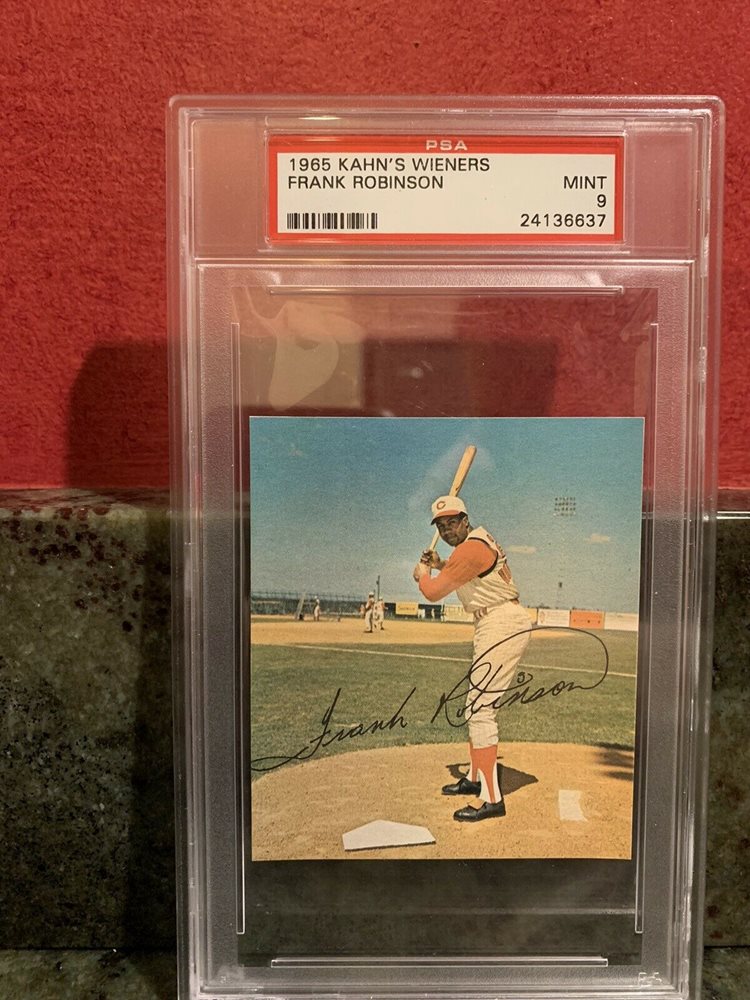 PSA
1965 KAHN'S WIENERS
FRANK ROBINSON MINT
9
24136637
C
Frank Robinson